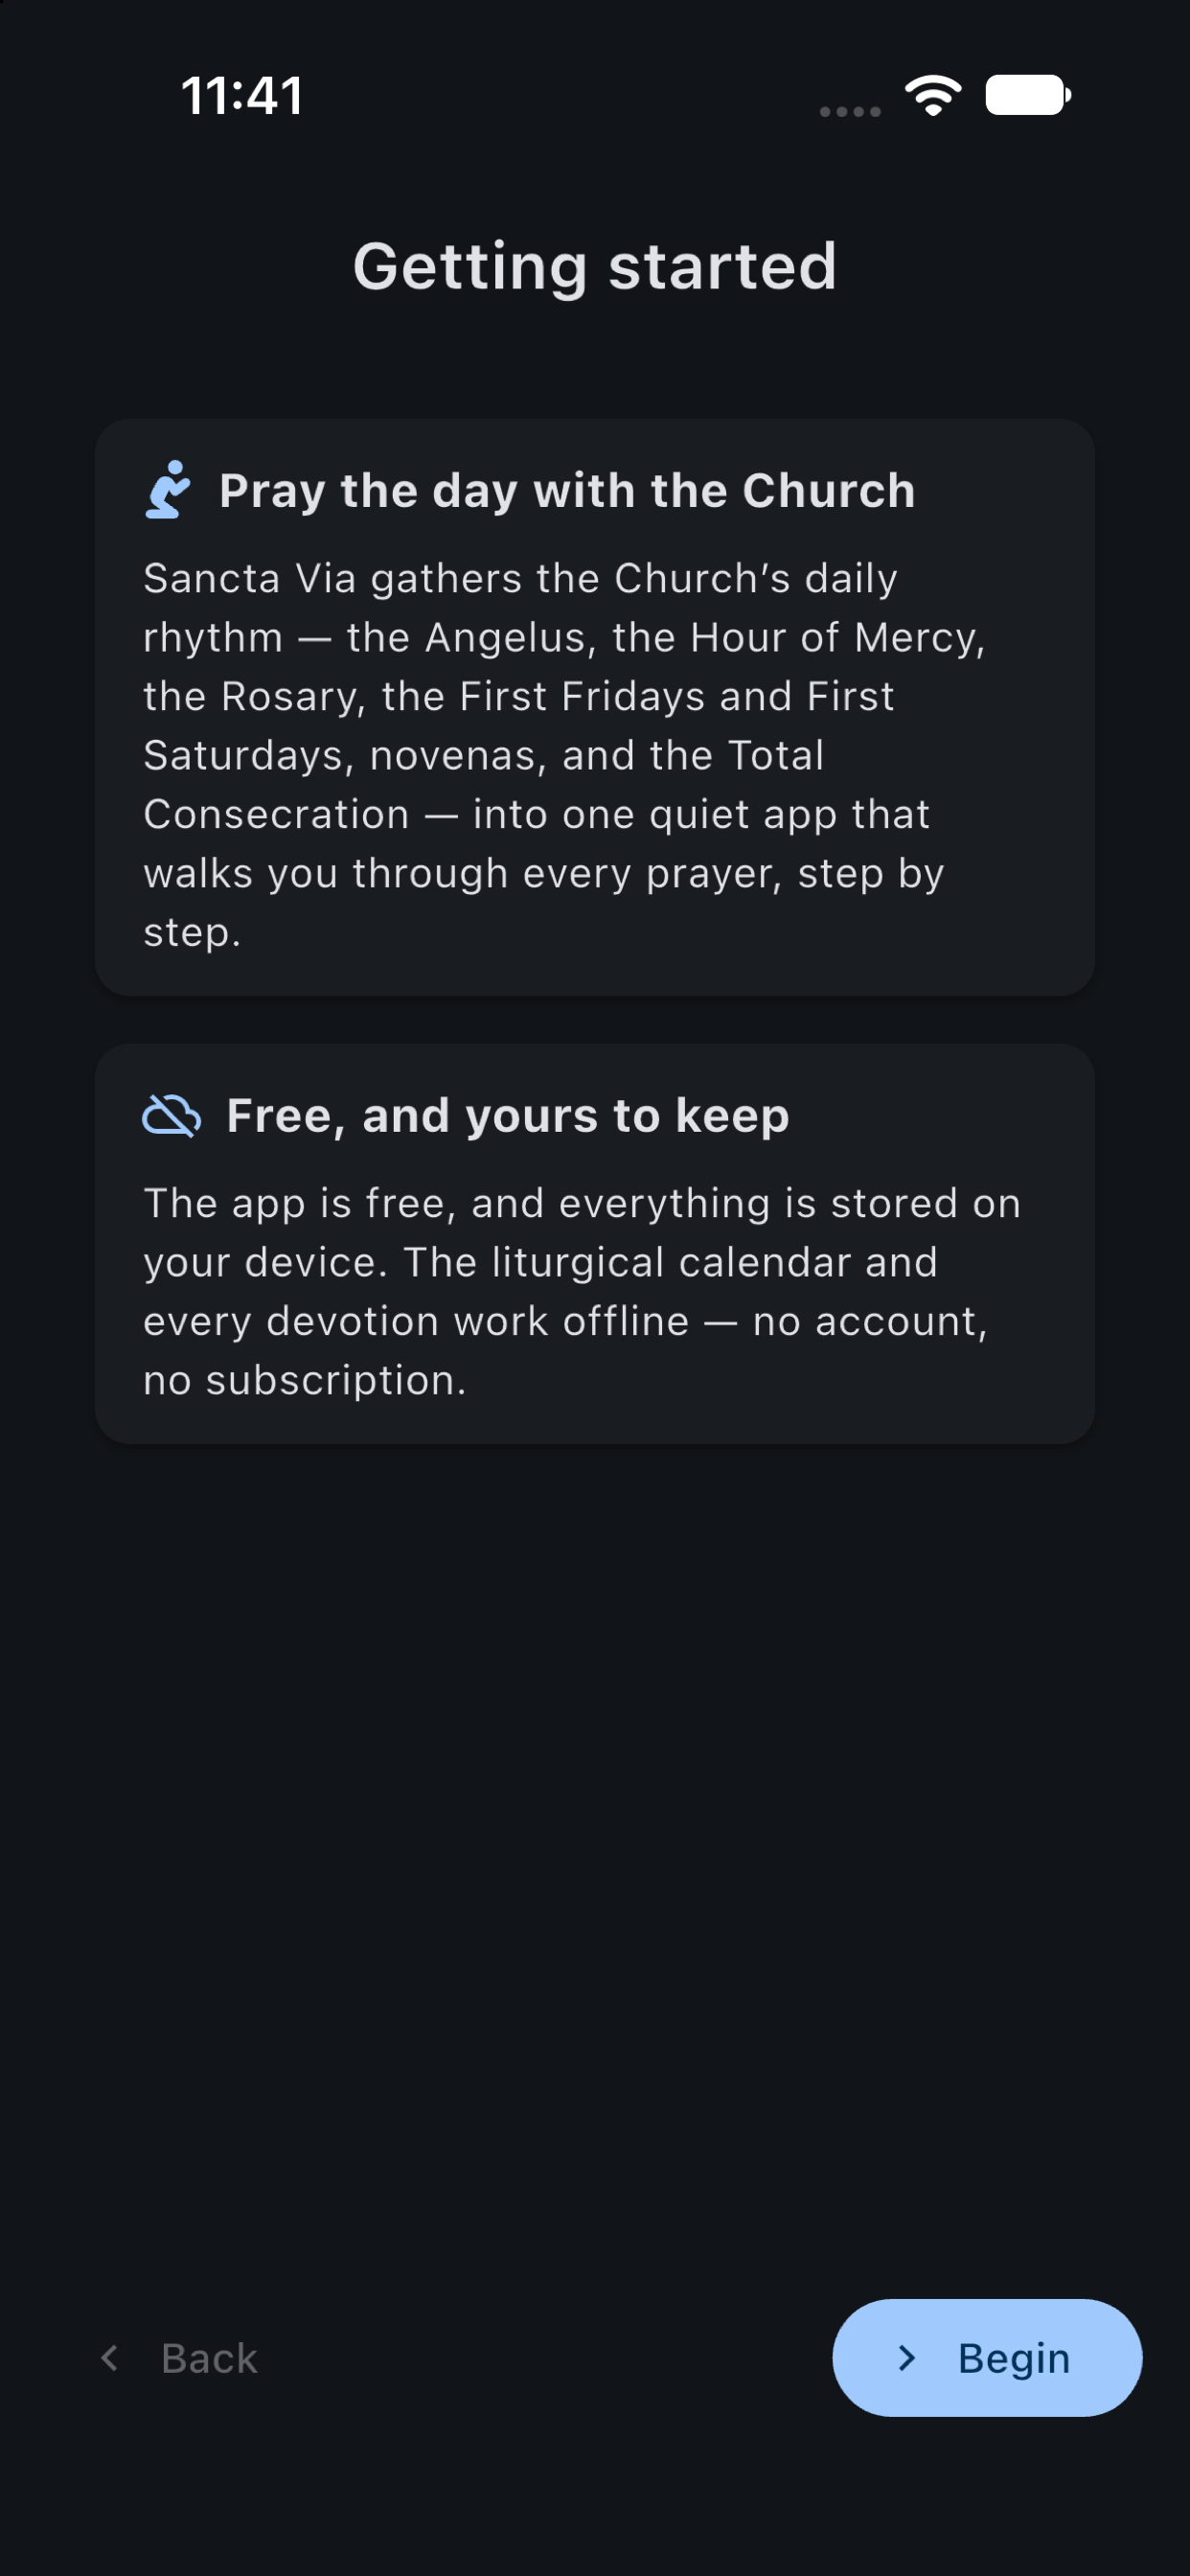 11:41
Getting started
Pray the day with the Church
Sancta Via gathers the Church’s daily
rhythm — the Angelus, the Hour of Mercy,
the Rosary, the First Fridays and First
Saturdays, novenas, and the Total
Consecration — into one quiet app that
walks you through every prayer, step by
step.
Free, and yours to keep
The app is free, and everything is stored on
your device. The liturgical calendar and
every devotion work offline — no account,
no subscription.
Back
Begin